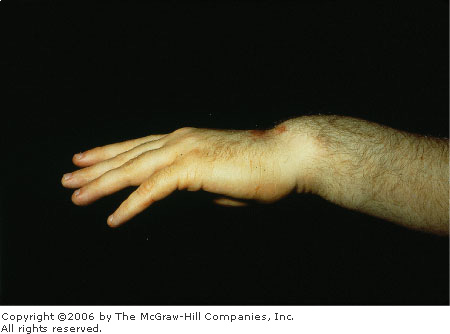 Copyright ©2006 by The McGraw-Hill Companies, Inc.
All rights reserved.